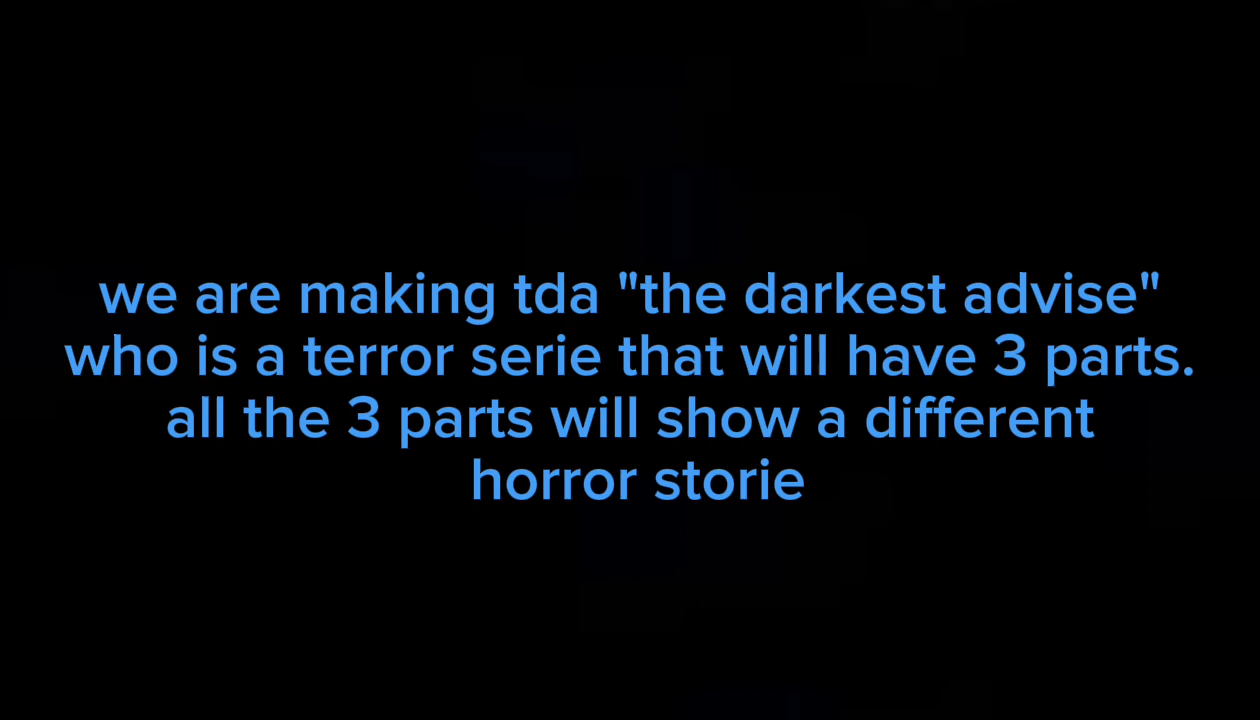 we are making tda "the darkest advise"
who is a terror serie that will have 3 parts.
all the 3 parts will show a different
horror storie